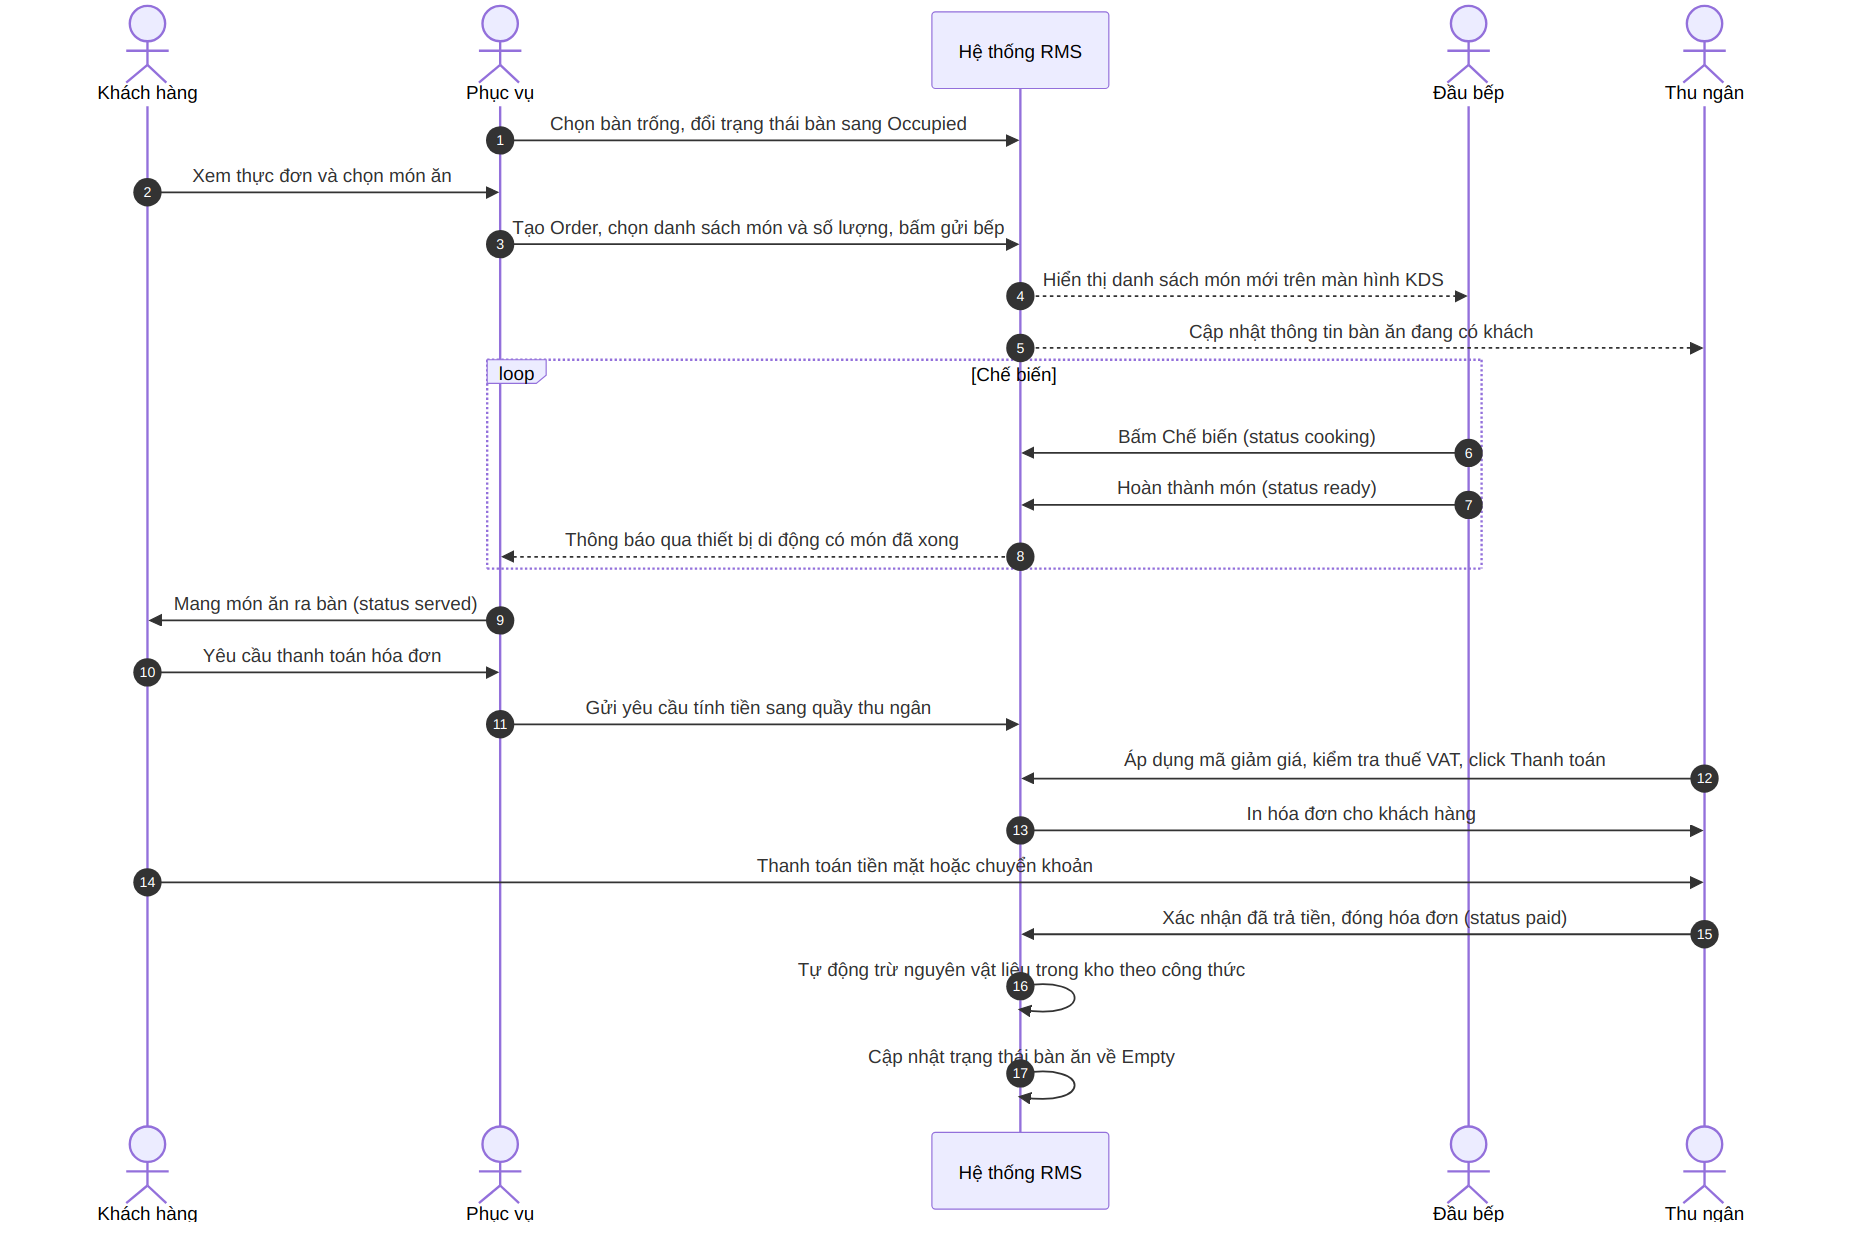 Khách hàng
Phục vụ
Hệ thống RMS
Đầu bếp
Thu ngân
1
Chọn bàn trống, đổi trạng thái bàn sang Occupied
2
Xem thực đơn và chọn món ăn
3
Tạo Order, chọn danh sách món và số lượng, bấm gửi bếp
4
Hiển thị danh sách món mới trên màn hình KDS
5
Cập nhật thông tin bàn ăn đang có khách
loop
[Chế biến]
Bấm Chế biến (status cooking)
6
Hoàn thành món (status ready)
7
Thông báo qua thiết bị di động có món đã xong
8
Mang món ăn ra bàn (status served)
9
Yêu cầu thanh toán hóa đơn
10
Gửi yêu cầu tính tiền sang quầy thu ngân
11
Áp dụng mã giảm giá, kiểm tra thuế VAT, click Thanh toán
12
In hóa đơn cho khách hàng
13
Thanh toán tiền mặt hoặc chuyển khoản
14
Xác nhận đã trả tiền, đóng hóa đơn (status paid)
15
Tự động trừ nguyên vật liệu trong kho theo công thức
16
Cập nhật trạng thái bàn ăn về Empty
17
Khách hàng
Phục vụ
Hệ thống RMS
Đầu bếp
Thu ngân